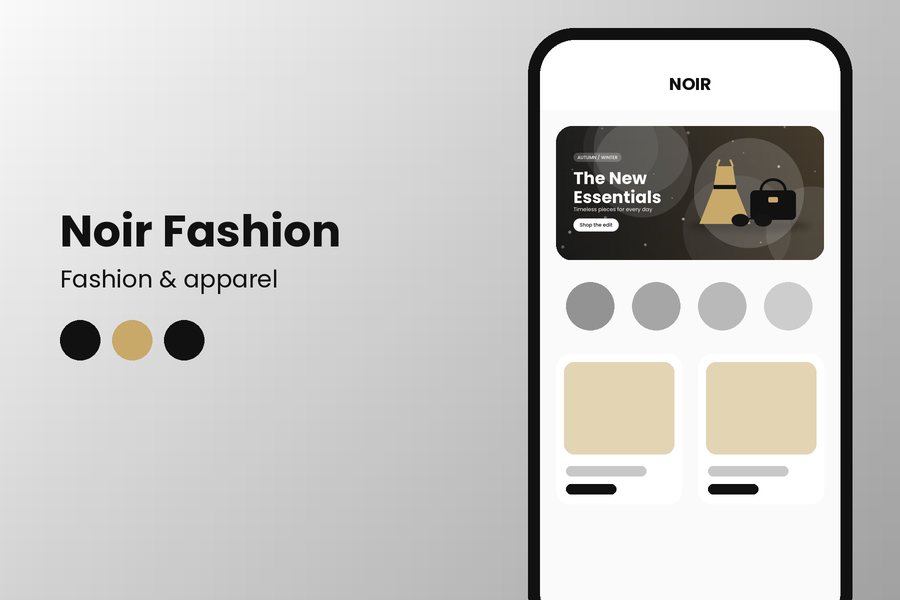 Noir Fashion
Fashion & apparel
NOIR
AUTUMN / WINTER
The New
Essentials
Timeless pieces for every day
Shop the edit